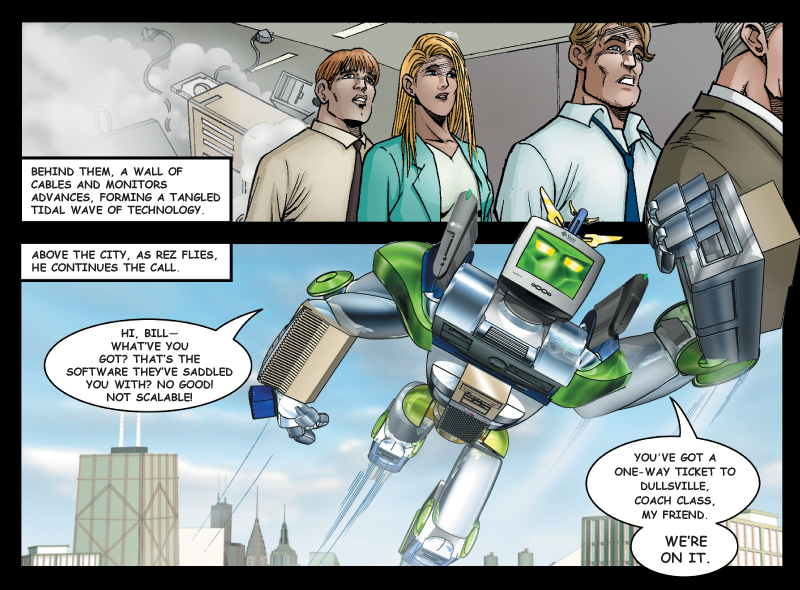 BEHIND THEM, A WALL OF
CABLES AND MONITORS
ADVANCES, FORMING A TANGLED
TIDAL WAVE OF TECHNOLOGY.
ABOVE THE CITY, AS REZ FLIES,
HE CONTINUES THE CALL.
HI, BILL—
WHAT'VE YOU
GOT? THAT'S THE
SOFTWARE THEY'VE SADDLED
YOU WITH? NO GOOD!
NOT SCALABLE!
YOU'VE GOT A
ONE-WAY TICKET TO
DULLSVILLE,
COACH CLASS,
MY FRIEND.
WE'RE
ON IT.